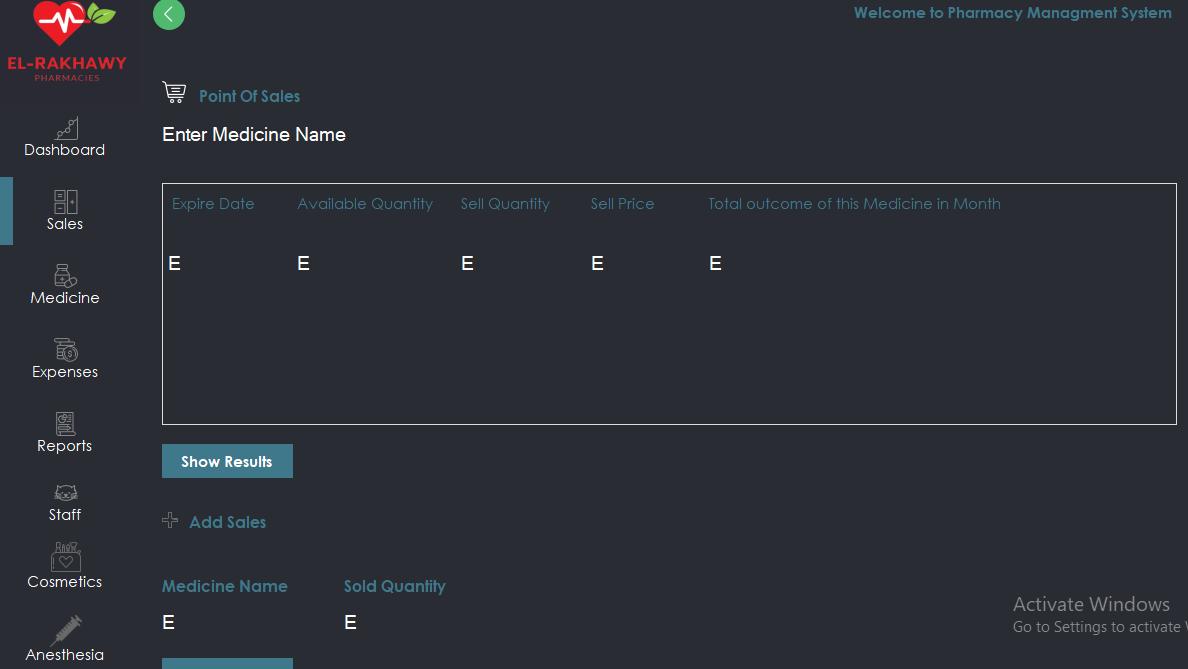 Welcome to Pharmacy Managment System
EL-RAKHAWY
PHARMACIES
Dashboard
Sales
Medicine
Expenses
Reports
Staff
Cosmetics
Anesthesia
Point Of Sales
Enter Medicine Name
Expire Date Available Quantity Sell Quantity Sell Price Total outcome of this Medicine in Month
E E E E E
Show Results
Add Sales
Medicine Name Sold Quantity
E E
Activate Windows
Go to Settings to activate W